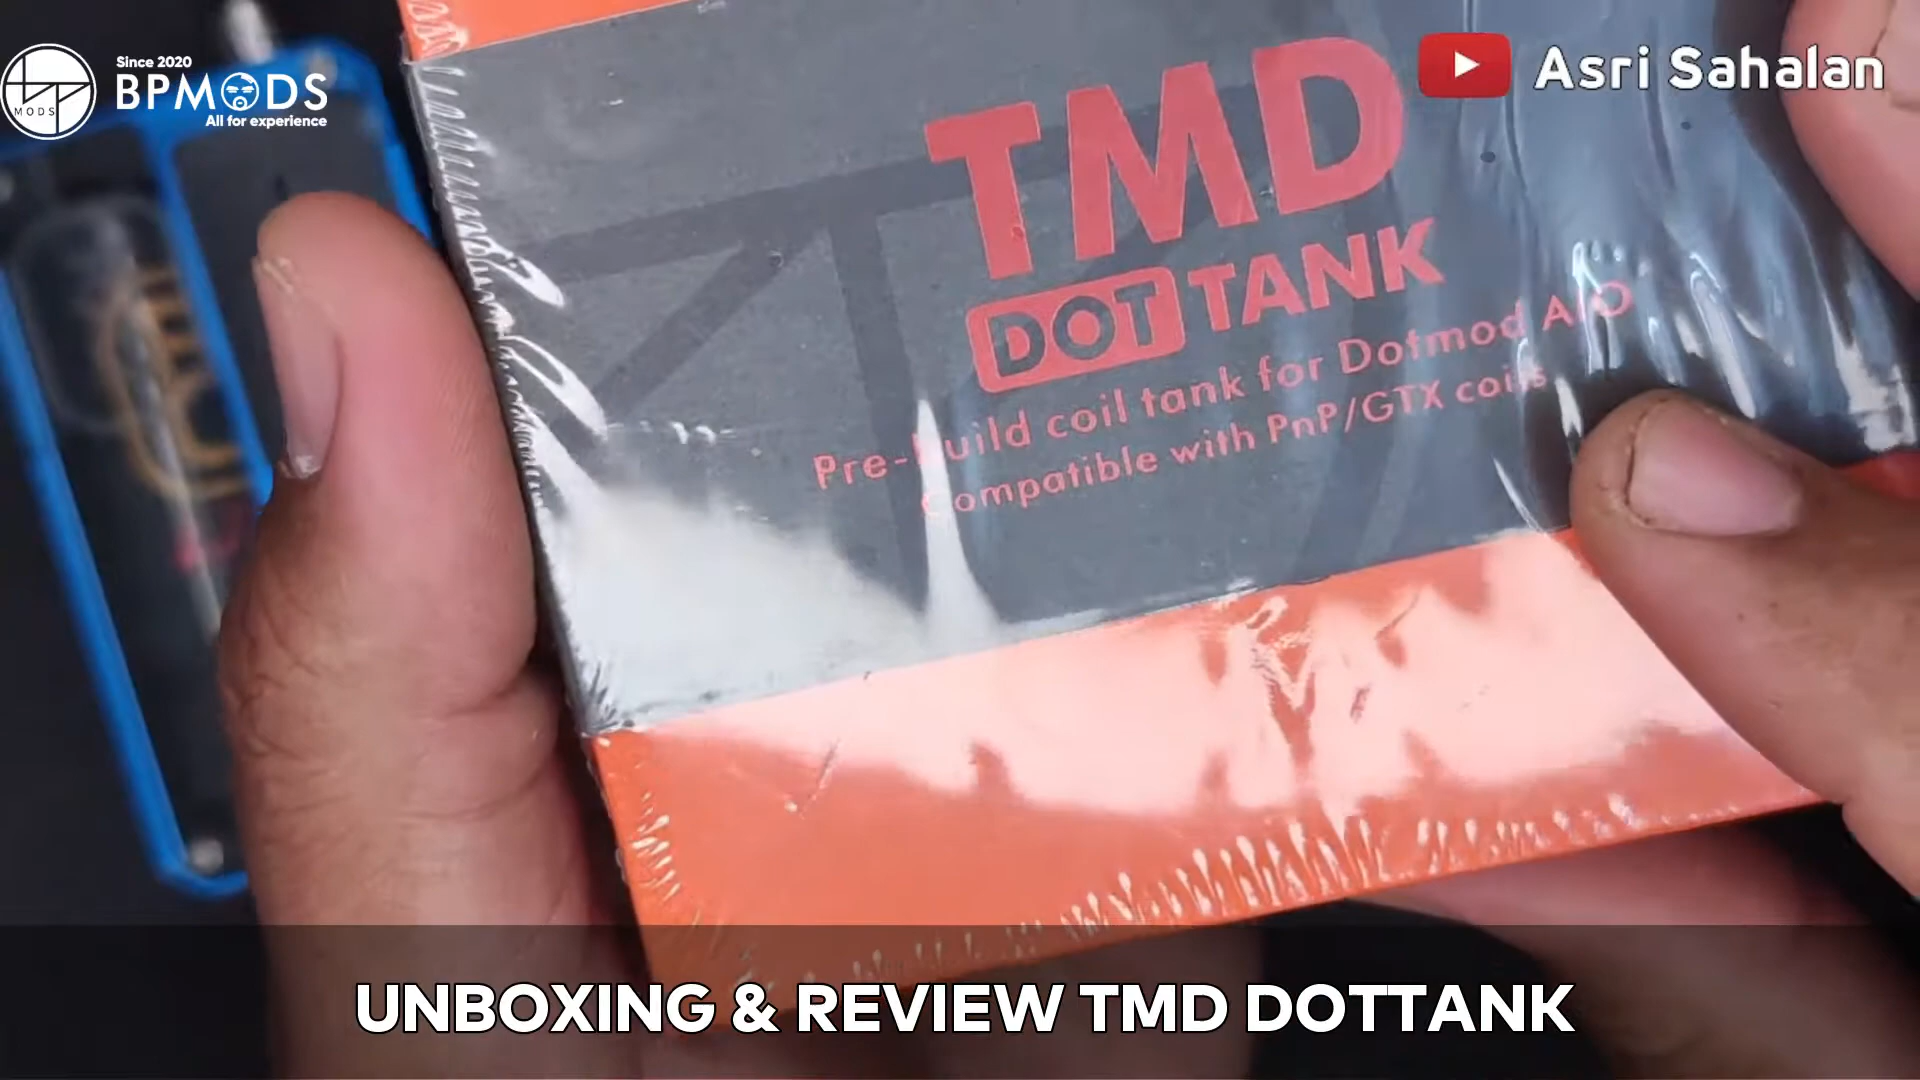 Since 2020
BPMODS
All for experience
MODS
Asri Sahalan
TMD
DOT TANK
Pre-build coil tank for Dotmod AIO
Compatible with PnP/GTX coils
UNBOXING & REVIEW TMD DOTTANK